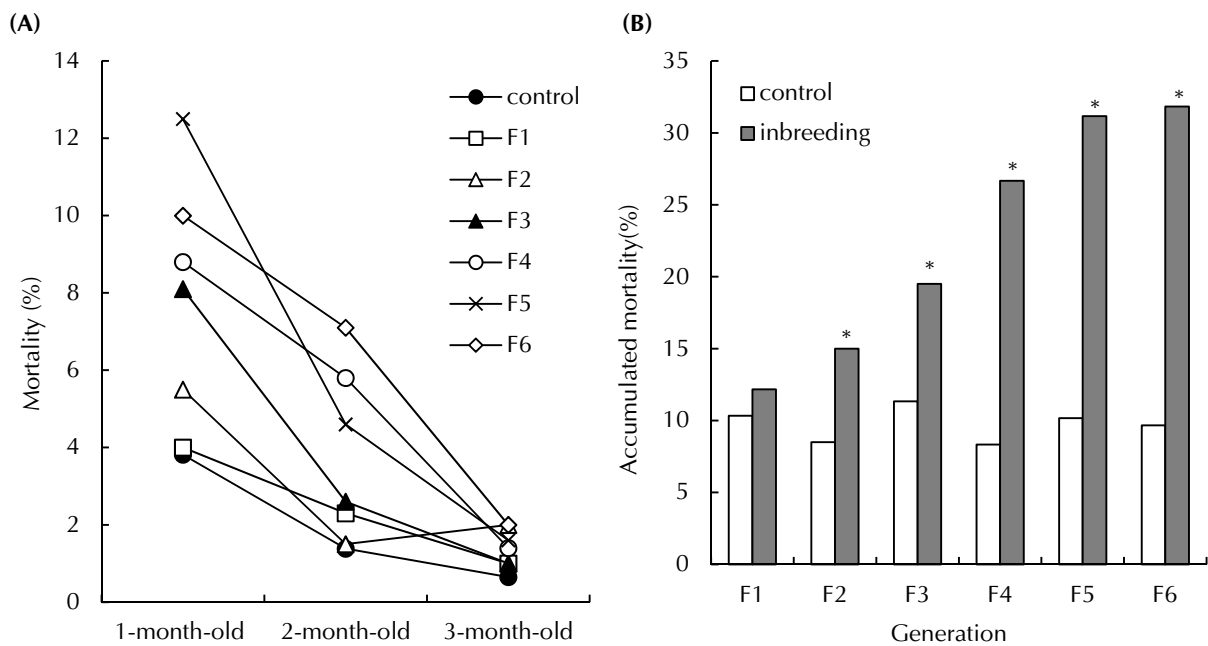 (A)
14
12
10
8
6
4
2
0
Mortality (%)
1-month-old 2-month-old 3-month-old
control
F1
F2
F3
F4
F5
F6
(B)
35
30
25
20
15
10
5
0
Accumulated mortality(%)
control
inbreeding
*
*
*
*
*
F1 F2 F3 F4 F5 F6
Generation